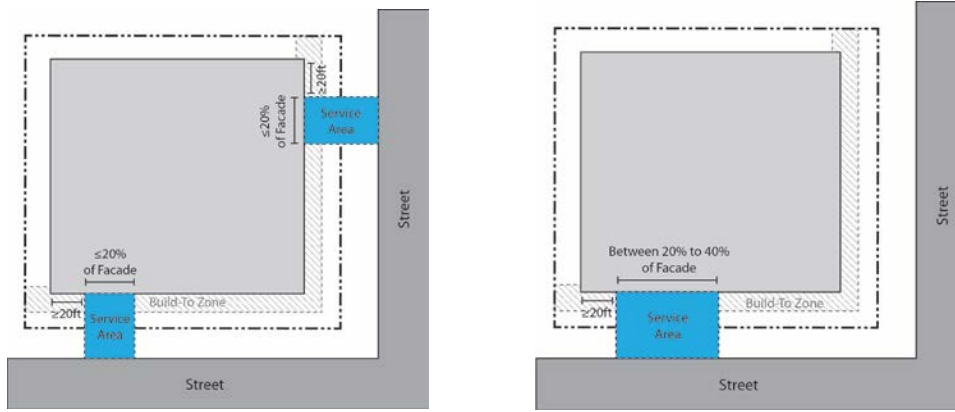 ≥20ft
≤20%
of Facade
Service
Area
Street
≤20%
of Facade
≥20ft
Service
Area
Build-To Zone
Street
Between 20% to 40%
of Facade
≥20ft
Service
Area
Build-To Zone
Street
Street